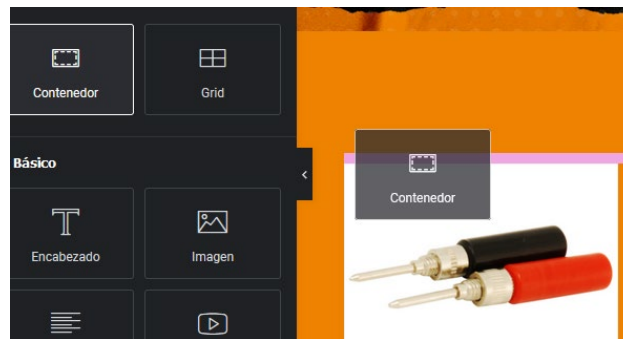 Contenedor
Grid
Básico
Encabezado
Imagen
Contenedor